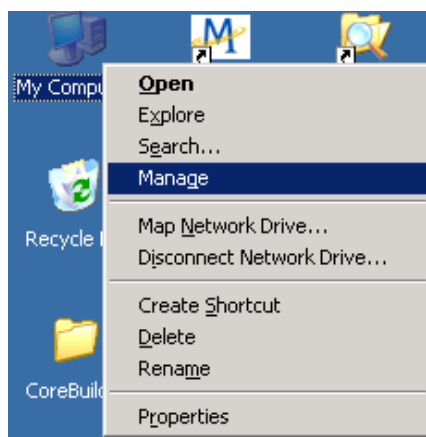 My Compu
Open
Explore
Search...
Manage
Map Network Drive...
Recycle
Disconnect Network Drive...
Create Shortcut
Delete
Rename
CoreBuild
Properties